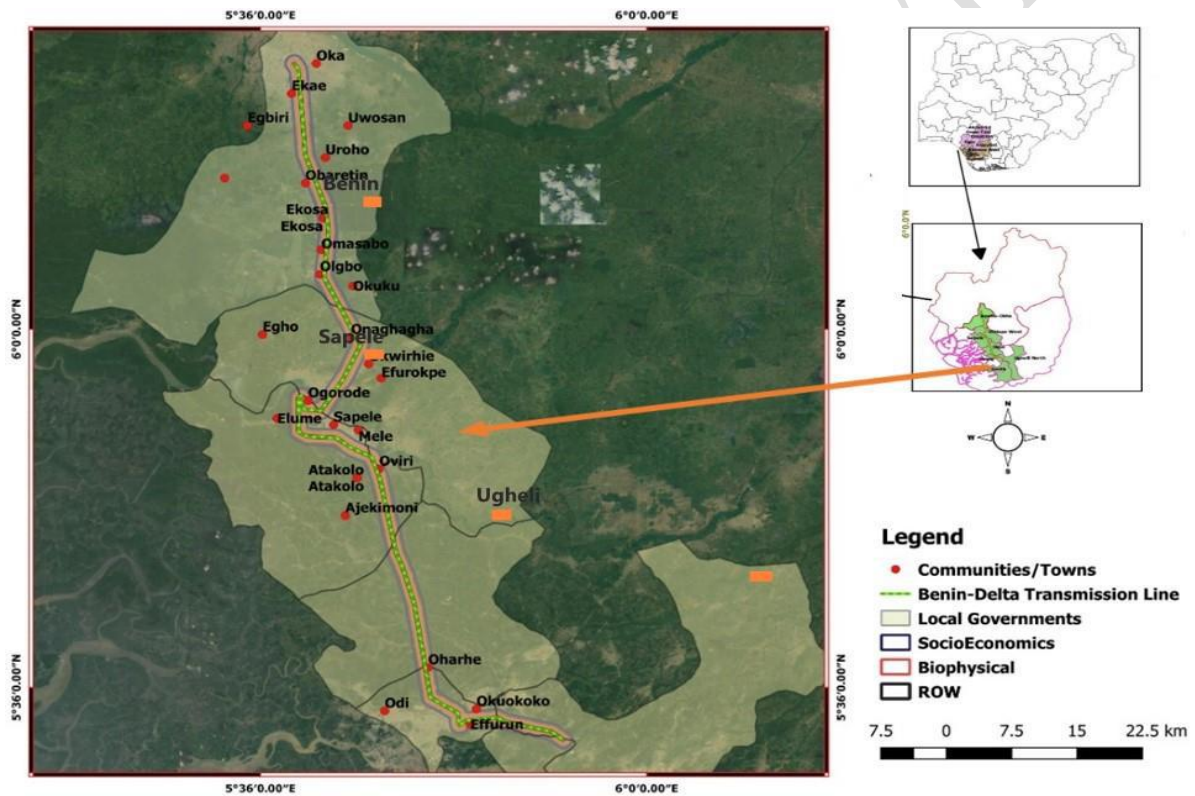 5°36'0.00"E
6°0'0.00"E
Oka
Ekae
Egbiri
Uwosan
Uroho
Obaretin
Benin
Ekosa
Ekosa
Omasabo
Olgbo
Okuku
6°0'0.00"N
6°0'0.00"N
6°0'0.0"N
Egho
Onaghagha
Sapele
kwirhie
Efurokpe
Ogorode
Elume
Sapele
Mele
Oviri
Atakolo
Atakolo
Ajekimoni
Ugheli
Oharhe
5°36'0.00"N
5°36'0.00"N
Odi
Okuokoko
Effurun
5°36'0.00"E
6°0'0.00"E
N
W
E
S
Legend
Communities/Towns
Benin-Delta Transmission Line
Local Governments
SocioEconomics
Biophysical
ROW
7.5 0 7.5 15 22.5 km